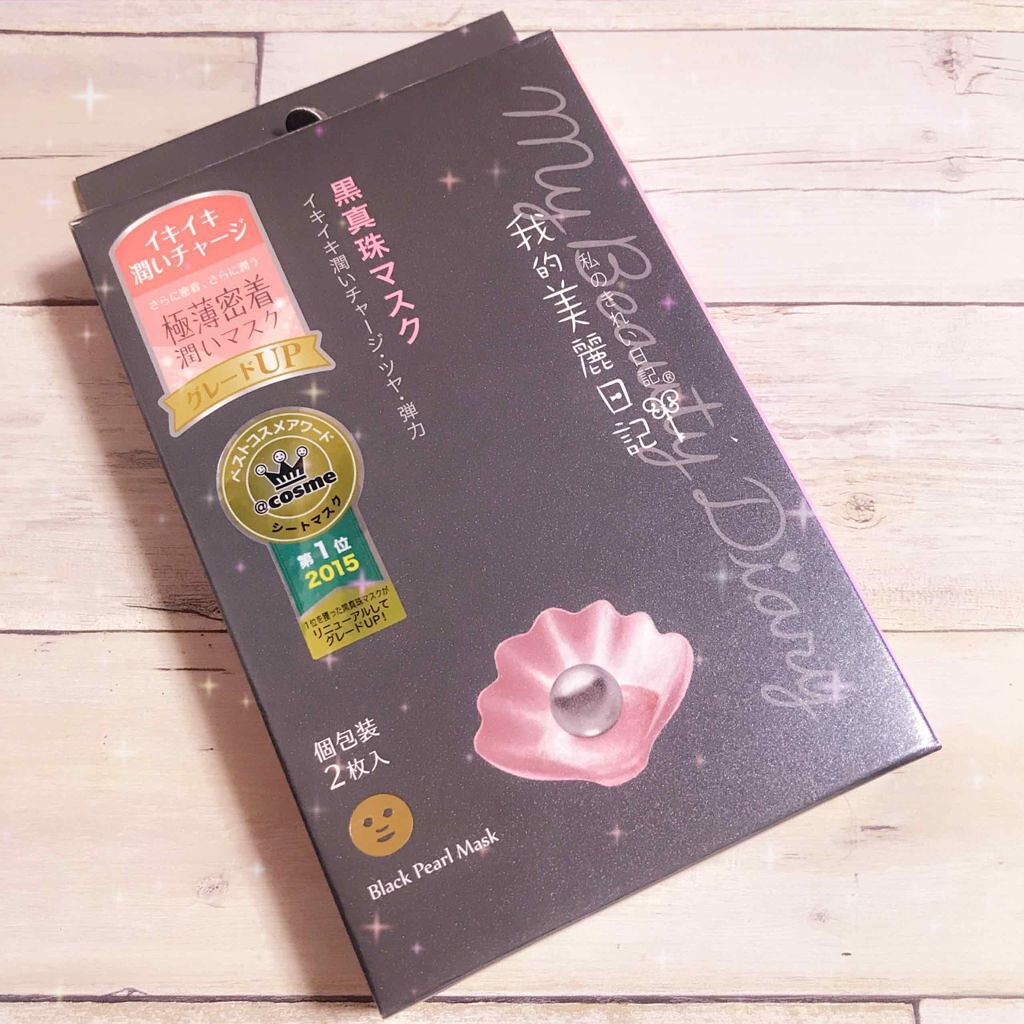 My Beauty Diary
我的美麗日記
私のきれい日記®
黒真珠マスク
イキイキ潤いチャージ・ツヤ・弾力
イキイキ
潤いチャージ
さらに密着、さらに潤う
極薄密着
潤いマスク
グレードUP
ベストコスメアワード
@cosme
シートマスク
第1位
2015
1位を獲った黒真珠マスクが
リニューアルして
グレードUP!
個包装
2枚入
Black Pearl Mask